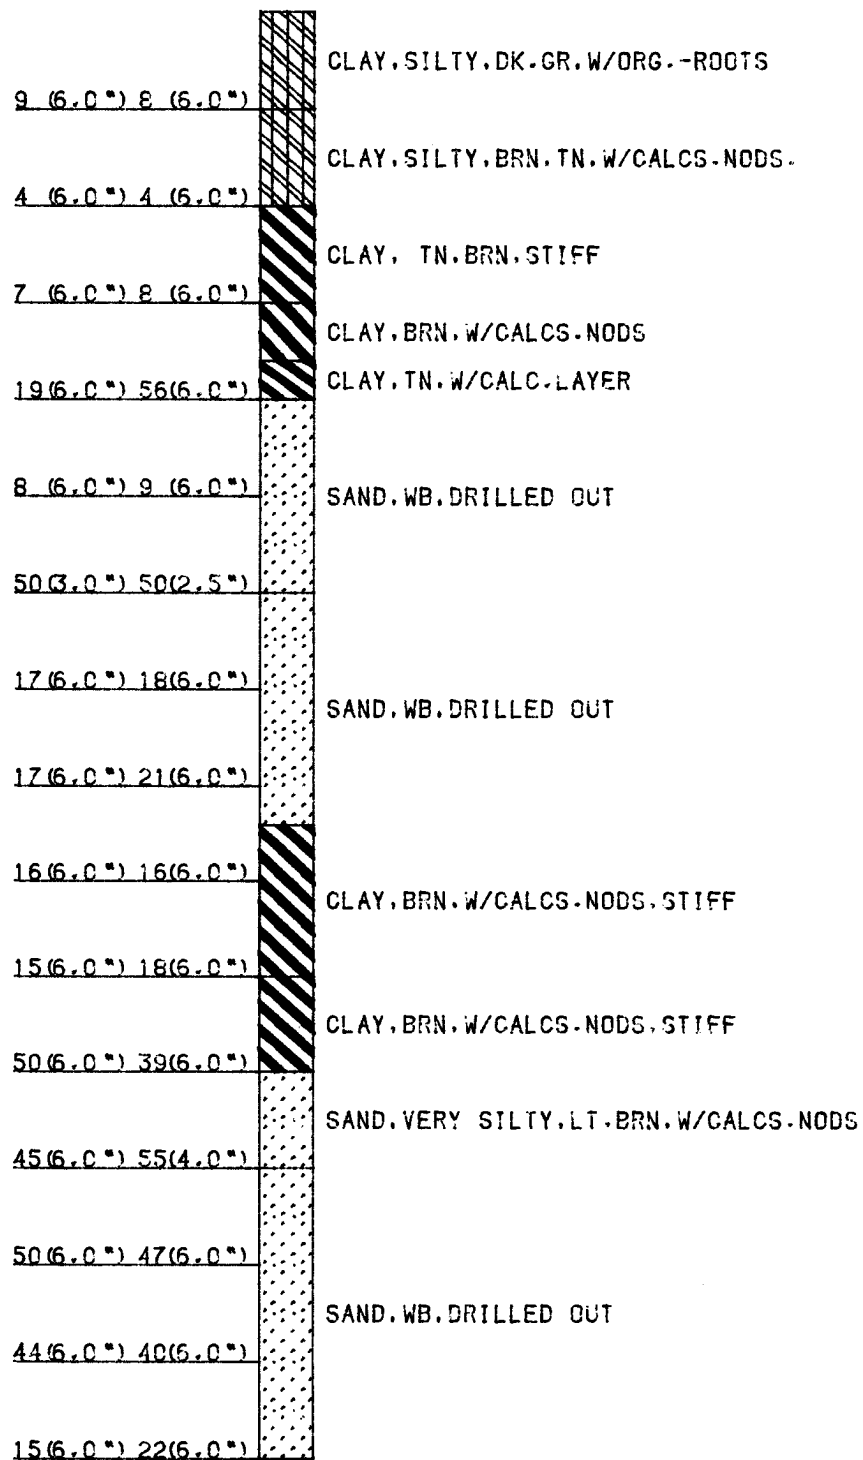 CLAY,SILTY,DK.GR.W/ORG.-ROOTS
9 (6.0") 8 (6.0")
CLAY,SILTY,BRN.TN.W/CALCS.NODS.
4 (6.0") 4 (6.0")
CLAY, TN.BRN.STIFF
7 (6.0") 8 (6.0")
CLAY,BRN.W/CALCS.NODS
CLAY,TN.W/CALC.LAYER
19(6.0") 56(6.0")
8 (6.0") 9 (6.0")
SAND,WB.DRILLED OUT
50(3.0") 50(2.5")
17(6.0") 18(6.0")
SAND,WB.DRILLED OUT
17(6.0") 21(6.0")
16(6.0") 16(6.0")
CLAY,BRN.W/CALCS.NODS,STIFF
15(6.0") 18(6.0")
CLAY,BRN.W/CALCS.NODS,STIFF
50(6.0") 39(6.0")
SAND,VERY SILTY,LT.BRN.W/CALCS.NODS
45(6.0") 55(4.0")
50(6.0") 47(6.0")
SAND,WB.DRILLED OUT
44(6.0") 40(6.0")
15(6.0") 22(6.0")